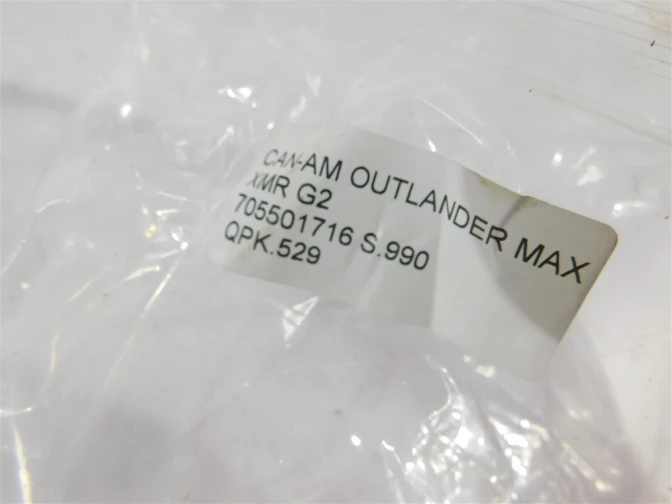 CAN-AM OUTLANDER MAX
XMR G2
705501716 S.990
QPK.529